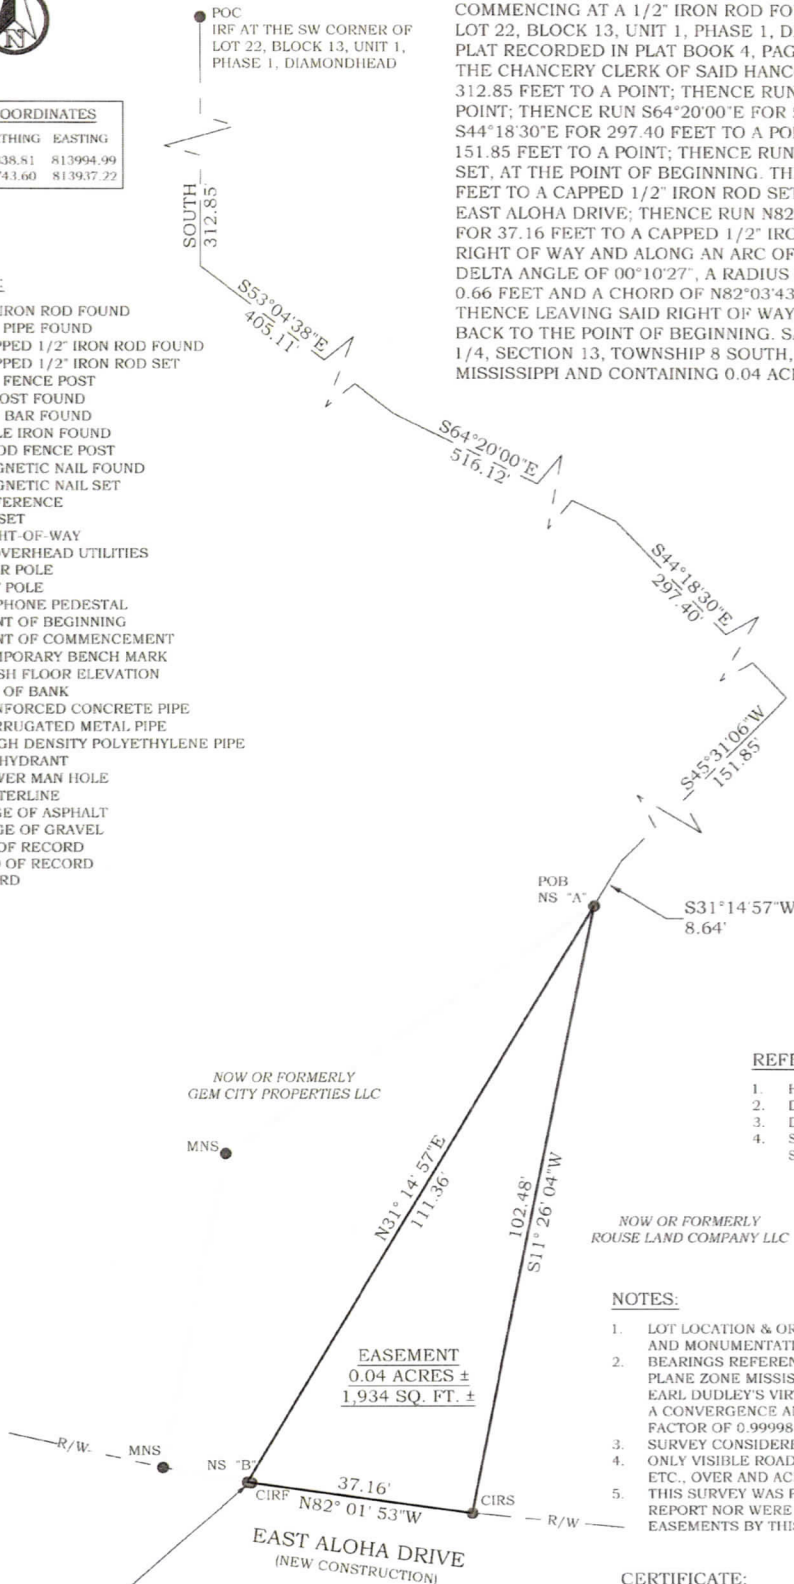 N
POC
IRF AT THE SW CORNER OF
LOT 22, BLOCK 13, UNIT 1,
PHASE 1, DIAMONDHEAD
COMMENCING AT A 1/2" IRON ROD FO
LOT 22, BLOCK 13, UNIT 1, PHASE 1, D
PLAT RECORDED IN PLAT BOOK 4, PAG
THE CHANCERY CLERK OF SAID HANC
312.85 FEET TO A POINT; THENCE RUN
POINT; THENCE RUN S64°20'00"E FOR
S44°18'30"E FOR 297.40 FEET TO A PO
151.85 FEET TO A POINT; THENCE RUN
SET, AT THE POINT OF BEGINNING. TH
FEET TO A CAPPED 1/2" IRON ROD SET
EAST ALOHA DRIVE; THENCE RUN N82
FOR 37.16 FEET TO A CAPPED 1/2" IRO
RIGHT OF WAY AND ALONG AN ARC OF
DELTA ANGLE OF 00°10'27", A RADIUS
0.66 FEET AND A CHORD OF N82°03'43
THENCE LEAVING SAID RIGHT OF WAY
BACK TO THE POINT OF BEGINNING. SA
1/4, SECTION 13, TOWNSHIP 8 SOUTH,
MISSISSIPPI AND CONTAINING 0.04 ACR
OORDINATES
THING EASTING
38.81 813994.99
43.60 813937.22
SOUTH
312.85'
E
IRON ROD FOUND
PIPE FOUND
PPED 1/2" IRON ROD FOUND
PPED 1/2" IRON ROD SET
FENCE POST
OST FOUND
BAR FOUND
LE IRON FOUND
OD FENCE POST
GNETIC NAIL FOUND
GNETIC NAIL SET
FERENCE
SET
HT-OF-WAY
OVERHEAD UTILITIES
R POLE
POLE
PHONE PEDESTAL
NT OF BEGINNING
NT OF COMMENCEMENT
MPORARY BENCH MARK
SH FLOOR ELEVATION
OF BANK
NFORCED CONCRETE PIPE
RRUGATED METAL PIPE
GH DENSITY POLYETHYLENE PIPE
HYDRANT
VER MAN HOLE
TERLINE
GE OF ASPHALT
GE OF GRAVEL
OF RECORD
OF RECORD
RD
S53°04'38"E
405.11'
S64°20'00"E
516.12'
S44°18'30"E
297.40'
S45°31'06"W
151.85'
POB
NS "A"
S31°14'57"W
8.64'
NOW OR FORMERLY
GEM CITY PROPERTIES LLC
MNS
N31° 14' 57"E
111.36'
102.48'
S11° 26' 04"W
REFE
1. H
2. D
3. D
4. S
S
NOW OR FORMERLY
ROUSE LAND COMPANY LLC
NOTES:
1. LOT LOCATION & OR
AND MONUMENTATI
2. BEARINGS REFEREN
PLANE ZONE MISSIS
EARL DUDLEY'S VIR
A CONVERGENCE A
FACTOR OF 0.99998
3. SURVEY CONSIDERI
4. ONLY VISIBLE ROAD
ETC., OVER AND AC
5. THIS SURVEY WAS P
REPORT NOR WERE
EASEMENTS BY THI
EASEMENT
0.04 ACRES ±
1,934 SQ. FT. ±
R/W
MNS
NS "B"
CIRF
37.16'
N82° 01' 53"W
CIRS
R/W
EAST ALOHA DRIVE
(NEW CONSTRUCTION)
CERTIFICATE: